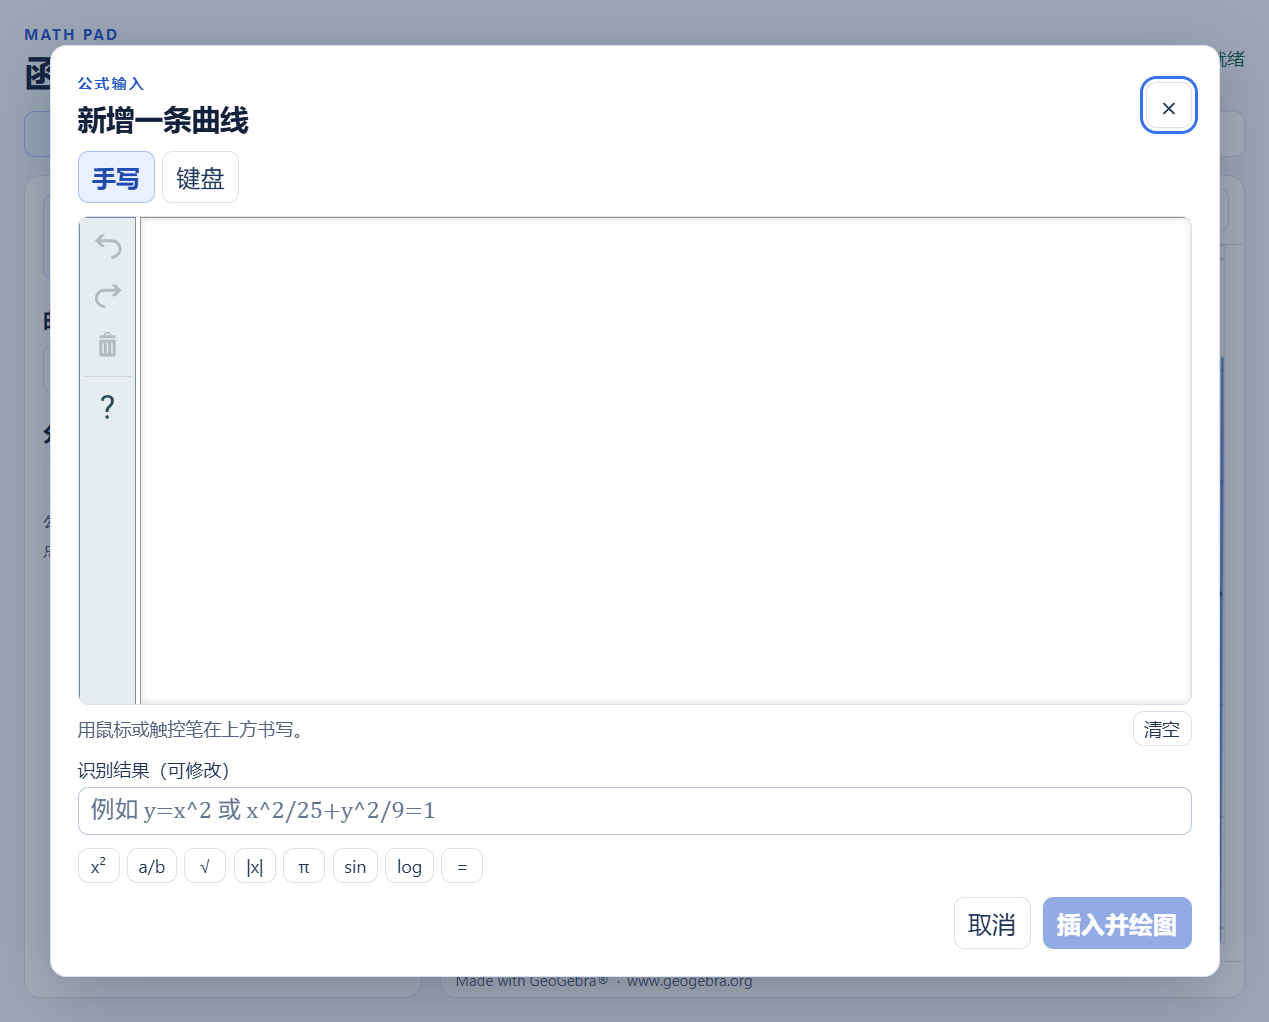 MATH PAD
公式输入
新增一条曲线
手写 键盘
?
用鼠标或触控笔在上方书写。 清空
识别结果（可修改）
例如 y=x^2 或 x^2/25+y^2/9=1
x² a/b √ |x| π sin log =
取消 插入并绘图
Made with GeoGebra® · www.geogebra.org